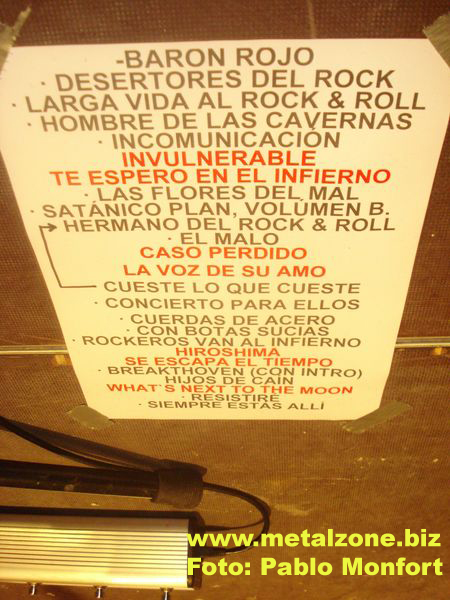 -BARON ROJO
· DESERTORES DEL ROCK
· LARGA VIDA AL ROCK & ROLL
· HOMBRE DE LAS CAVERNAS
· INCOMUNICACIÓN
INVULNERABLE
TE ESPERO EN EL INFIERNO
· LAS FLORES DEL MAL
· SATÁNICO PLAN, VOLÚMEN B.
HERMANO DEL ROCK & ROLL
· EL MALO
CASO PERDIDO
LA VOZ DE SU AMO
CUESTE LO QUE CUESTE
· CONCIERTO PARA ELLOS
· CUERDAS DE ACERO
· CON BOTAS SUCIAS
· ROCKEROS VAN AL INFIERNO
HIROSHIMA
SE ESCAPA EL TIEMPO
· BREAKTHOVEN (CON INTRO)
HIJOS DE CAÍN
WHAT´S NEXT TO THE MOON
· RESISTIRÉ
· SIEMPRE ESTÁS ALLÍ
www.metalzone.biz
Foto: Pablo Monfort